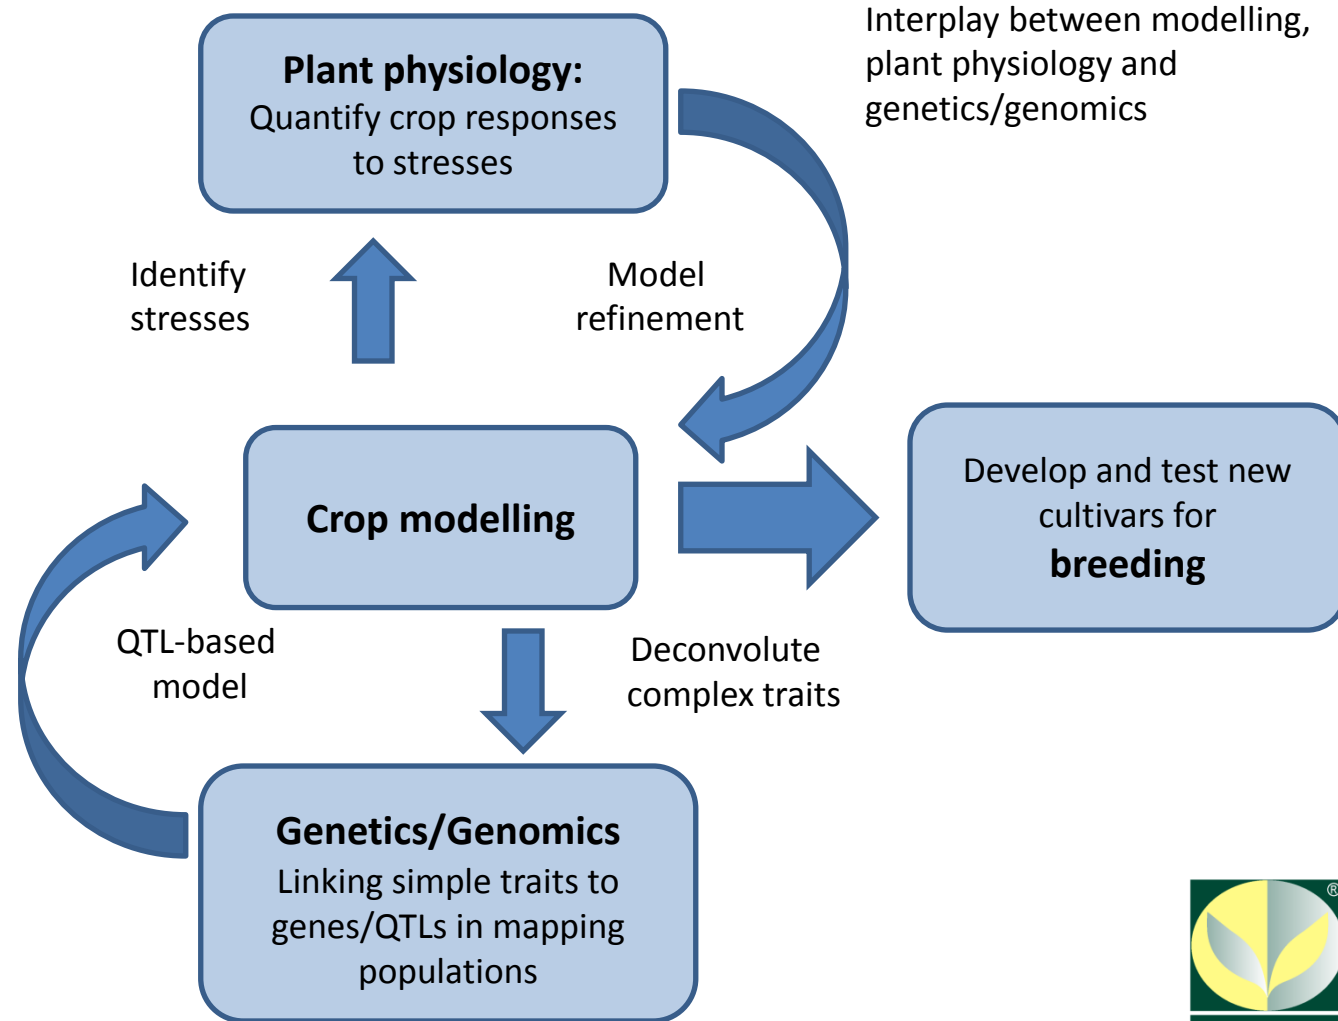 Interplay between modelling,
plant physiology and
genetics/genomics
Plant physiology:
Quantify crop responses
to stresses
Identify
stresses
Model
refinement
Crop modelling
Develop and test new
cultivars for
breeding
QTL-based
model
Deconvolute
complex traits
Genetics/Genomics
Linking simple traits to
genes/QTLs in mapping
populations
®